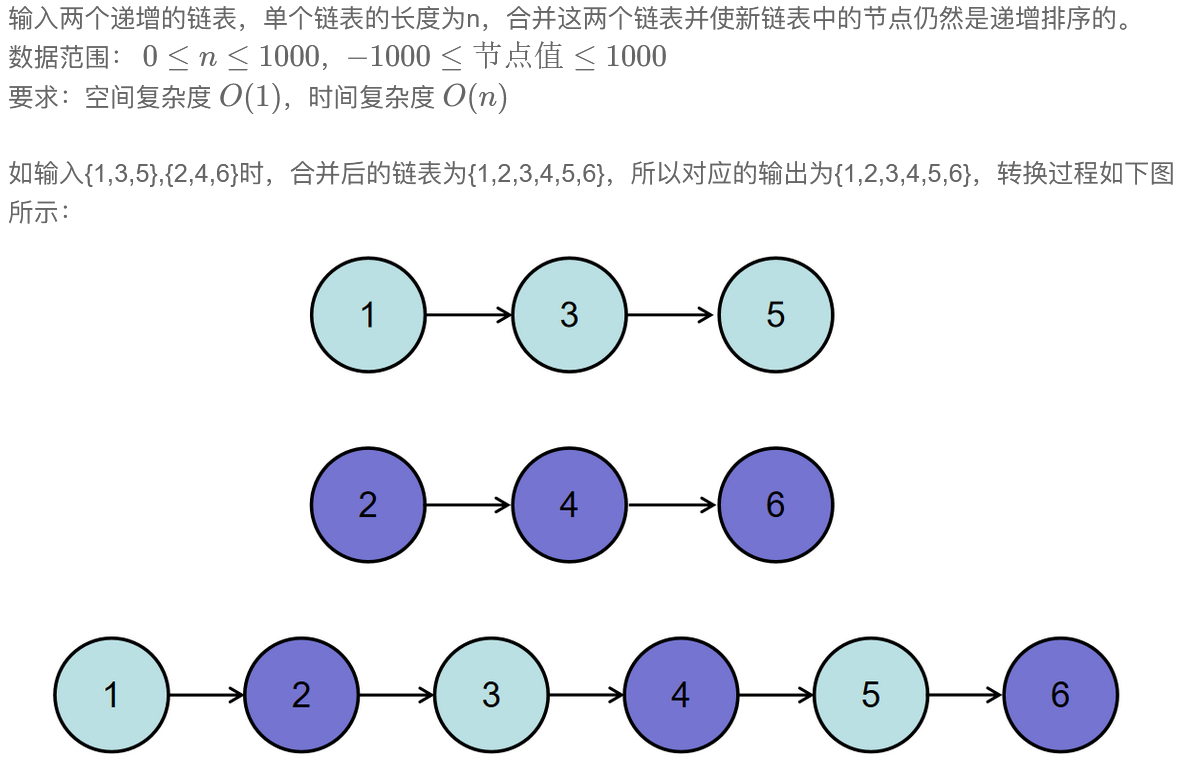 输入两个递增的链表，单个链表的长度为n，合并这两个链表并使新链表中的节点仍然是递增排序的。
数据范围： 0 ≤ n ≤ 1000，−1000 ≤ 节点值 ≤ 1000
要求：空间复杂度 O(1)，时间复杂度 O(n)
如输入{1,3,5},{2,4,6}时，合并后的链表为{1,2,3,4,5,6}，所以对应的输出为{1,2,3,4,5,6}，转换过程如下图
所示：
1 3 5
2 4 6
1 2 3 4 5 6